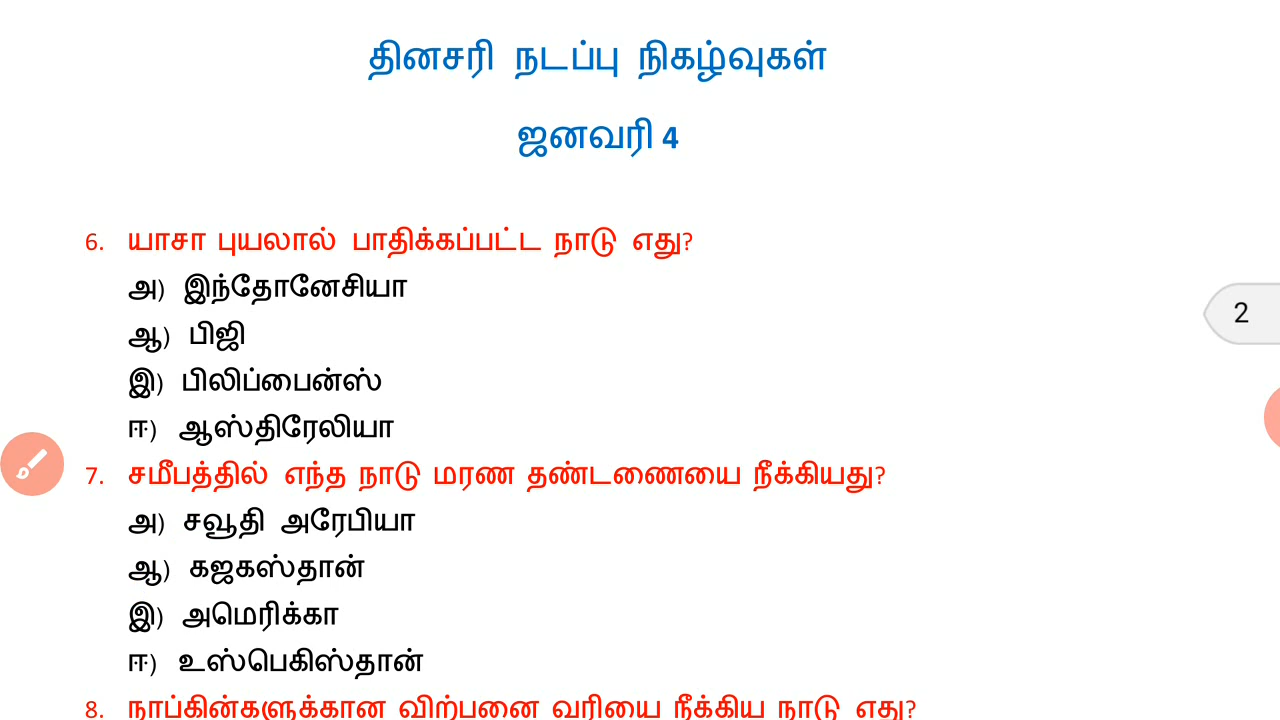 தினசரி நடப்பு நிகழ்வுகள்
ஜனவரி 4
6. யாசா புயலால் பாதிக்கப்பட்ட நாடு எது?
அ) இந்தோனேசியா
ஆ) பிஜி
இ) பிலிப்பைன்ஸ்
ஈ) ஆஸ்திரேலியா
2
7. சமீபத்தில் எந்த நாடு மரண தண்டணையை நீக்கியது?
அ) சவூதி அரேபியா
ஆ) கஜகஸ்தான்
இ) அமெரிக்கா
ஈ) உஸ்பெகிஸ்தான்
8. நாப்கின்களுக்கான விற்பனை வரியை நீக்கிய நாடு எது?